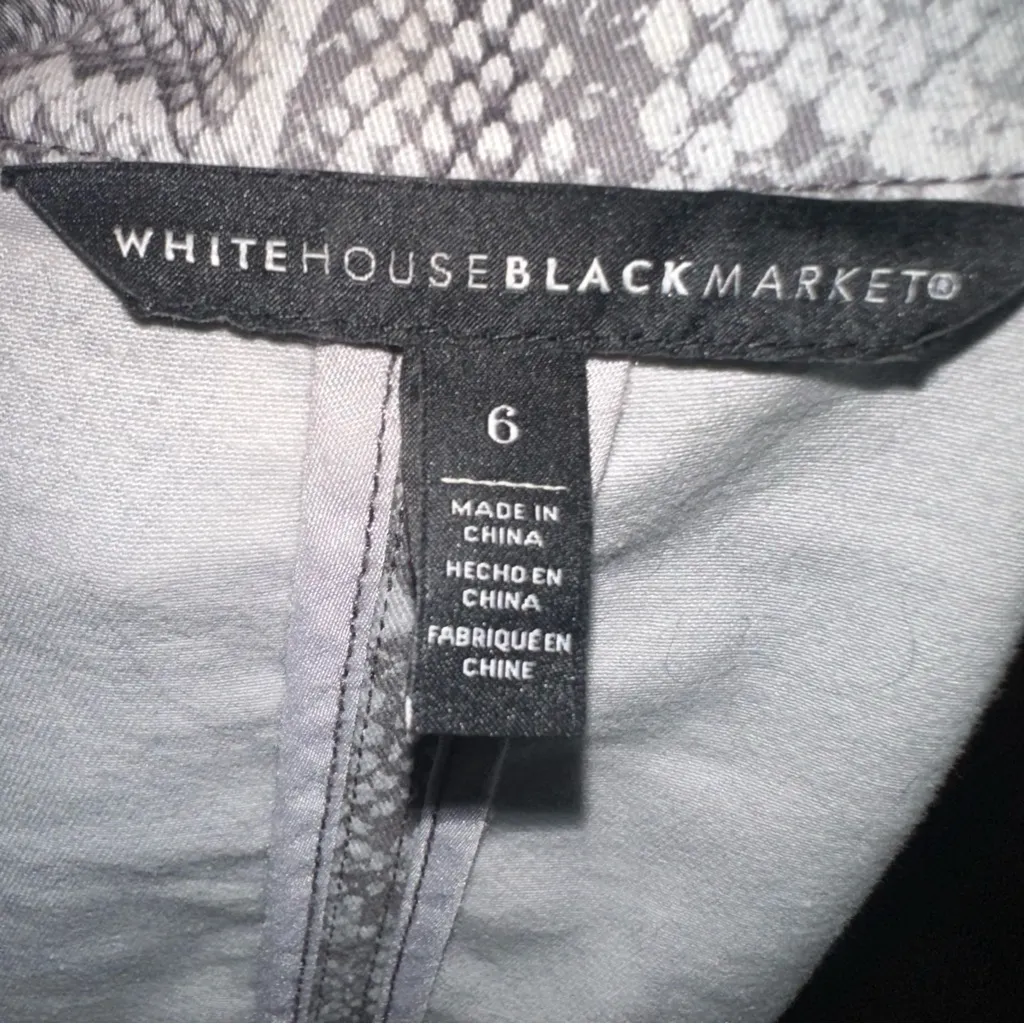 WHITEHOUSEBLACKMARKET®
6
MADE IN
CHINA
HECHO EN
CHINA
FABRIQUÉ EN
CHINE